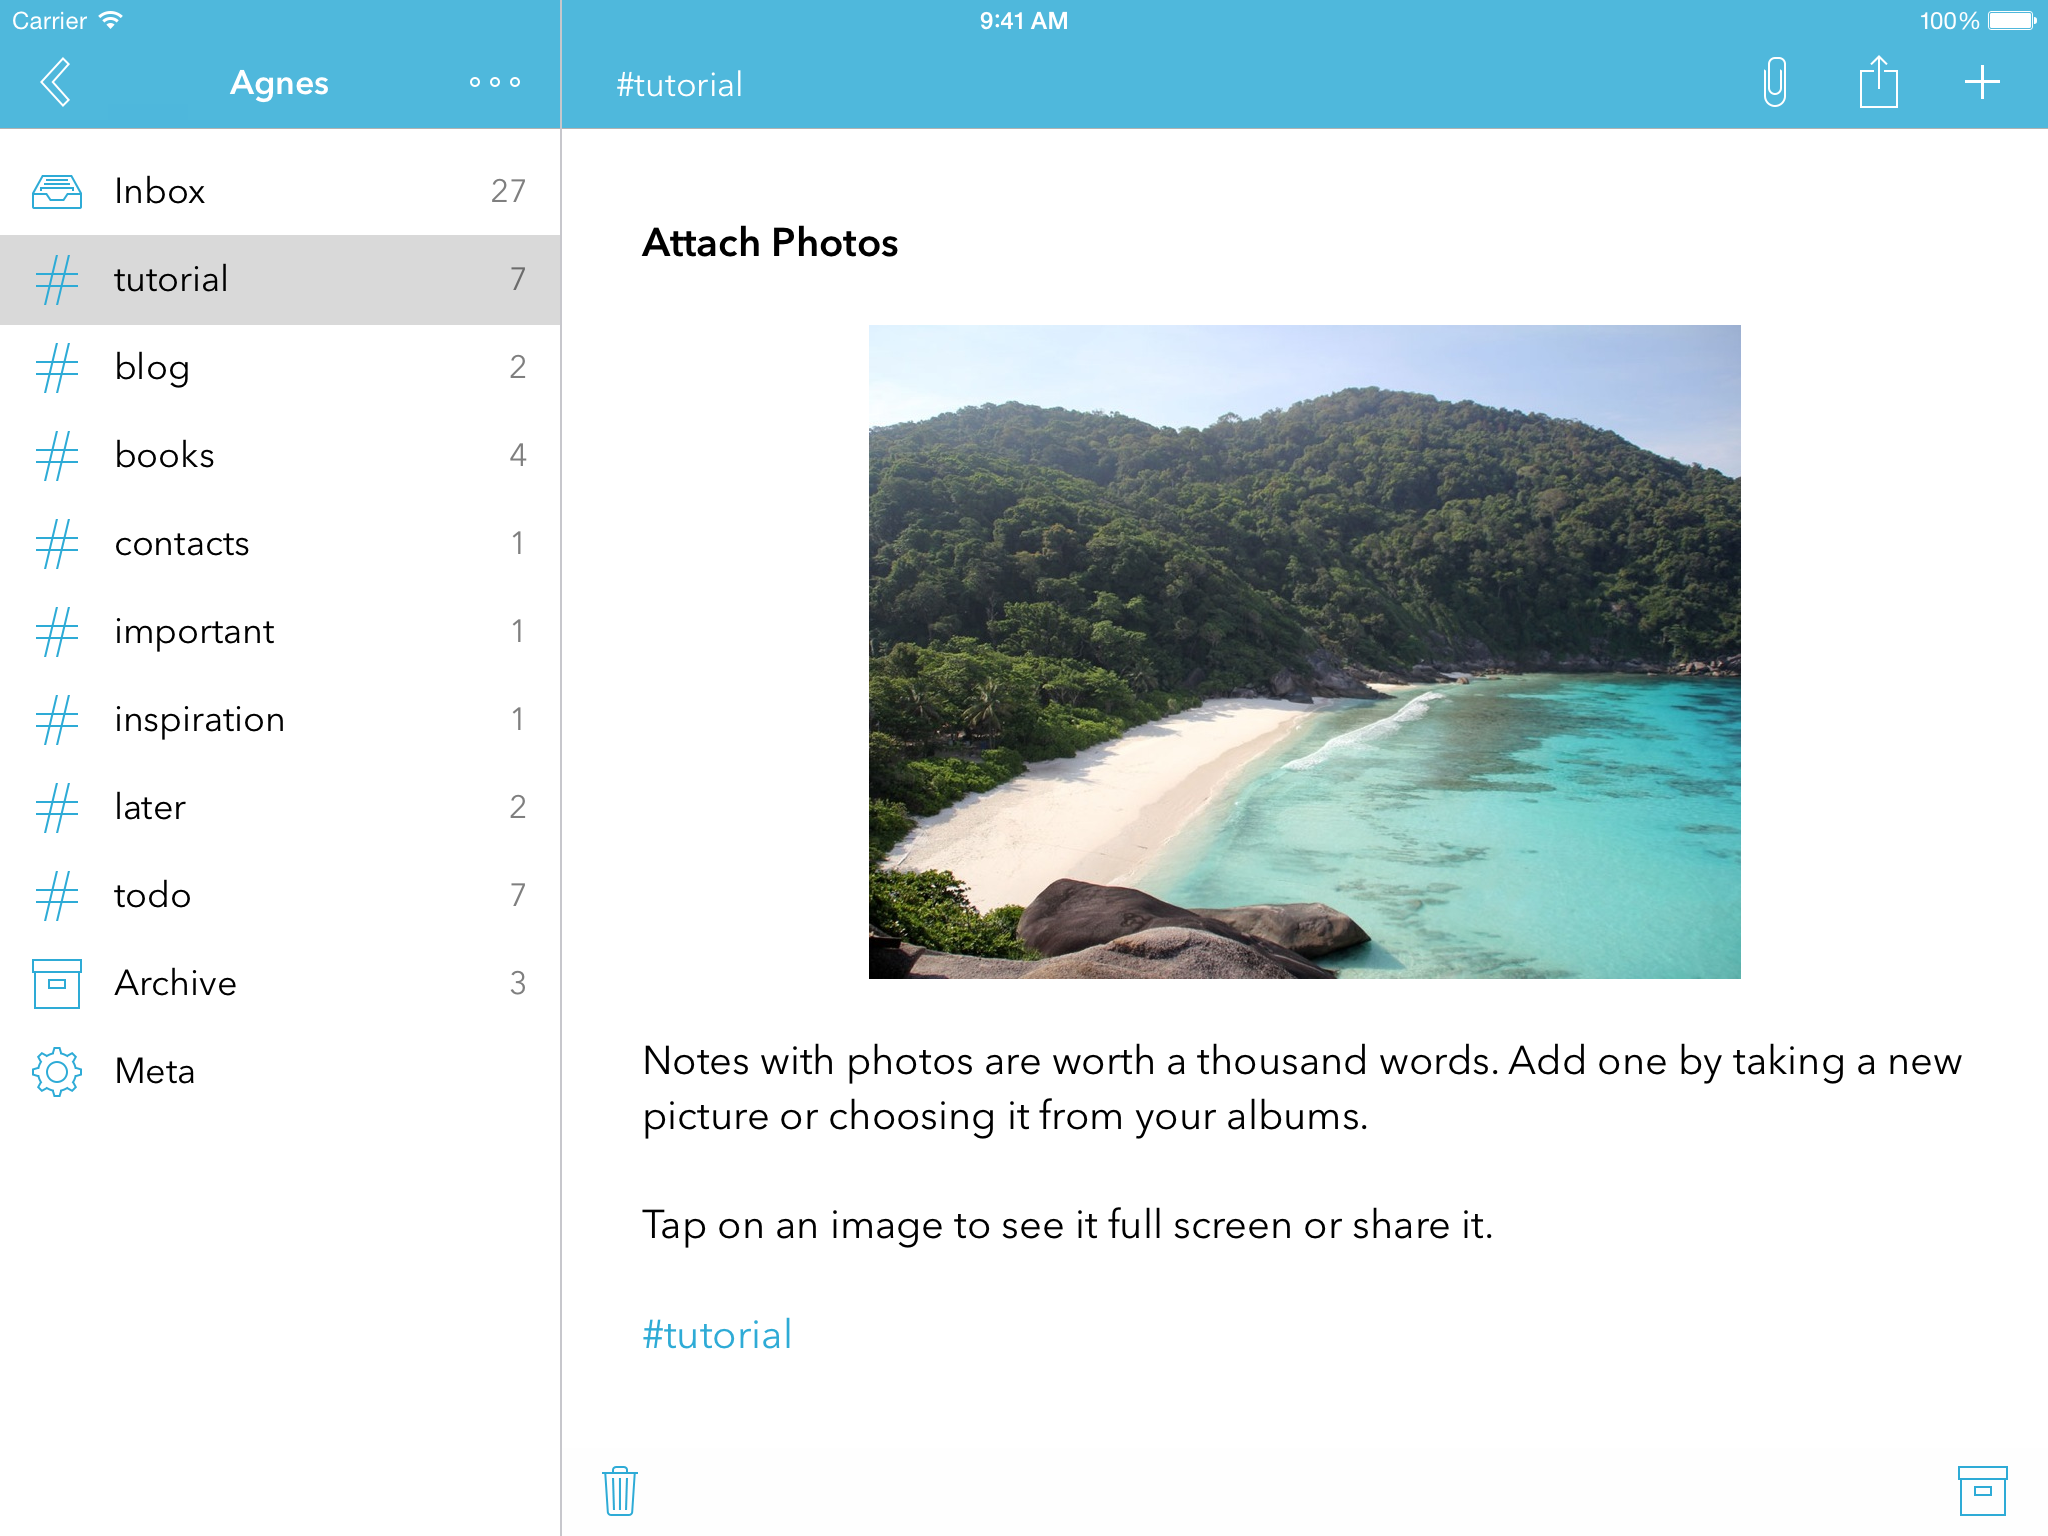 Carrier 9:41 AM 100%
Agnes #tutorial
Inbox 27
# tutorial 7
# blog 2
# books 4
# contacts 1
# important 1
# inspiration 1
# later 2
# todo 7
Archive 3
Meta
Attach Photos
Notes with photos are worth a thousand words. Add one by taking a new
picture or choosing it from your albums.
Tap on an image to see it full screen or share it.
#tutorial